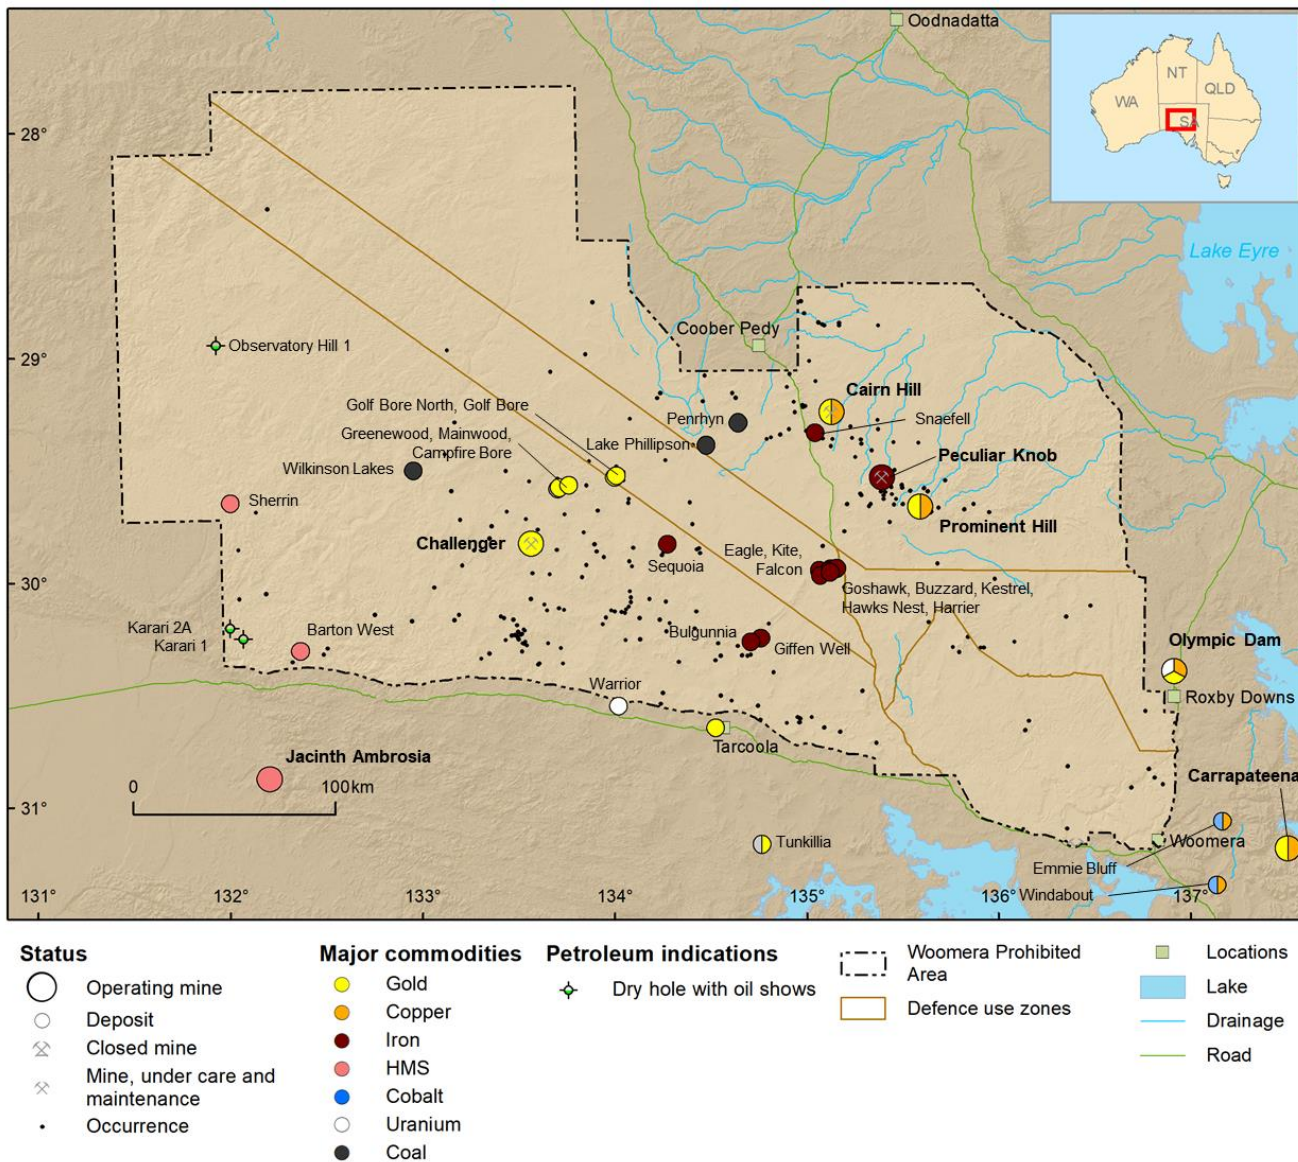 Oodnadatta
NT
WA
QLD
SA
28°
Lake Eyre
Coober Pedy
Observatory Hill 1
29°
Cairn Hill
Golf Bore North, Golf Bore
Penrhyn
Snaefell
Greenewood, Mainwood,
Campfire Bore
Lake Phillipson
Peculiar Knob
Wilkinson Lakes
Sherrin
Prominent Hill
Challenger
Eagle, Kite,
Falcon
Sequoia
30°
Goshawk, Buzzard, Kestrel,
Hawks Nest, Harrier
Karari 2A
Karari 1
Barton West
Bulgunnia
Giffen Well
Olympic Dam
Warrior
Roxby Downs
Tarcoola
Jacinth Ambrosia
Carrapateena
0
100km
31°
Tunkillia
Woomera
Emmie Bluff
Windabout
131°
132°
133°
134°
135°
136°
137°
Status
Operating mine
Deposit
Closed mine
Mine, under care and
maintenance
Occurrence
Major commodities
Gold
Copper
Iron
HMS
Cobalt
Uranium
Coal
Petroleum indications
Dry hole with oil shows
Woomera Prohibited
Area
Defence use zones
Locations
Lake
Drainage
Road